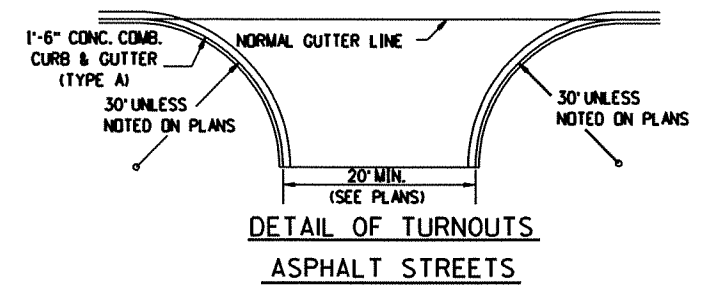 1'-6" CONC. COMB.
CURB & GUTTER
(TYPE A)
NORMAL GUTTER LINE
30' UNLESS
NOTED ON PLANS
30' UNLESS
NOTED ON PLANS
20' MIN.
(SEE PLANS)
DETAIL OF TURNOUTS
ASPHALT STREETS